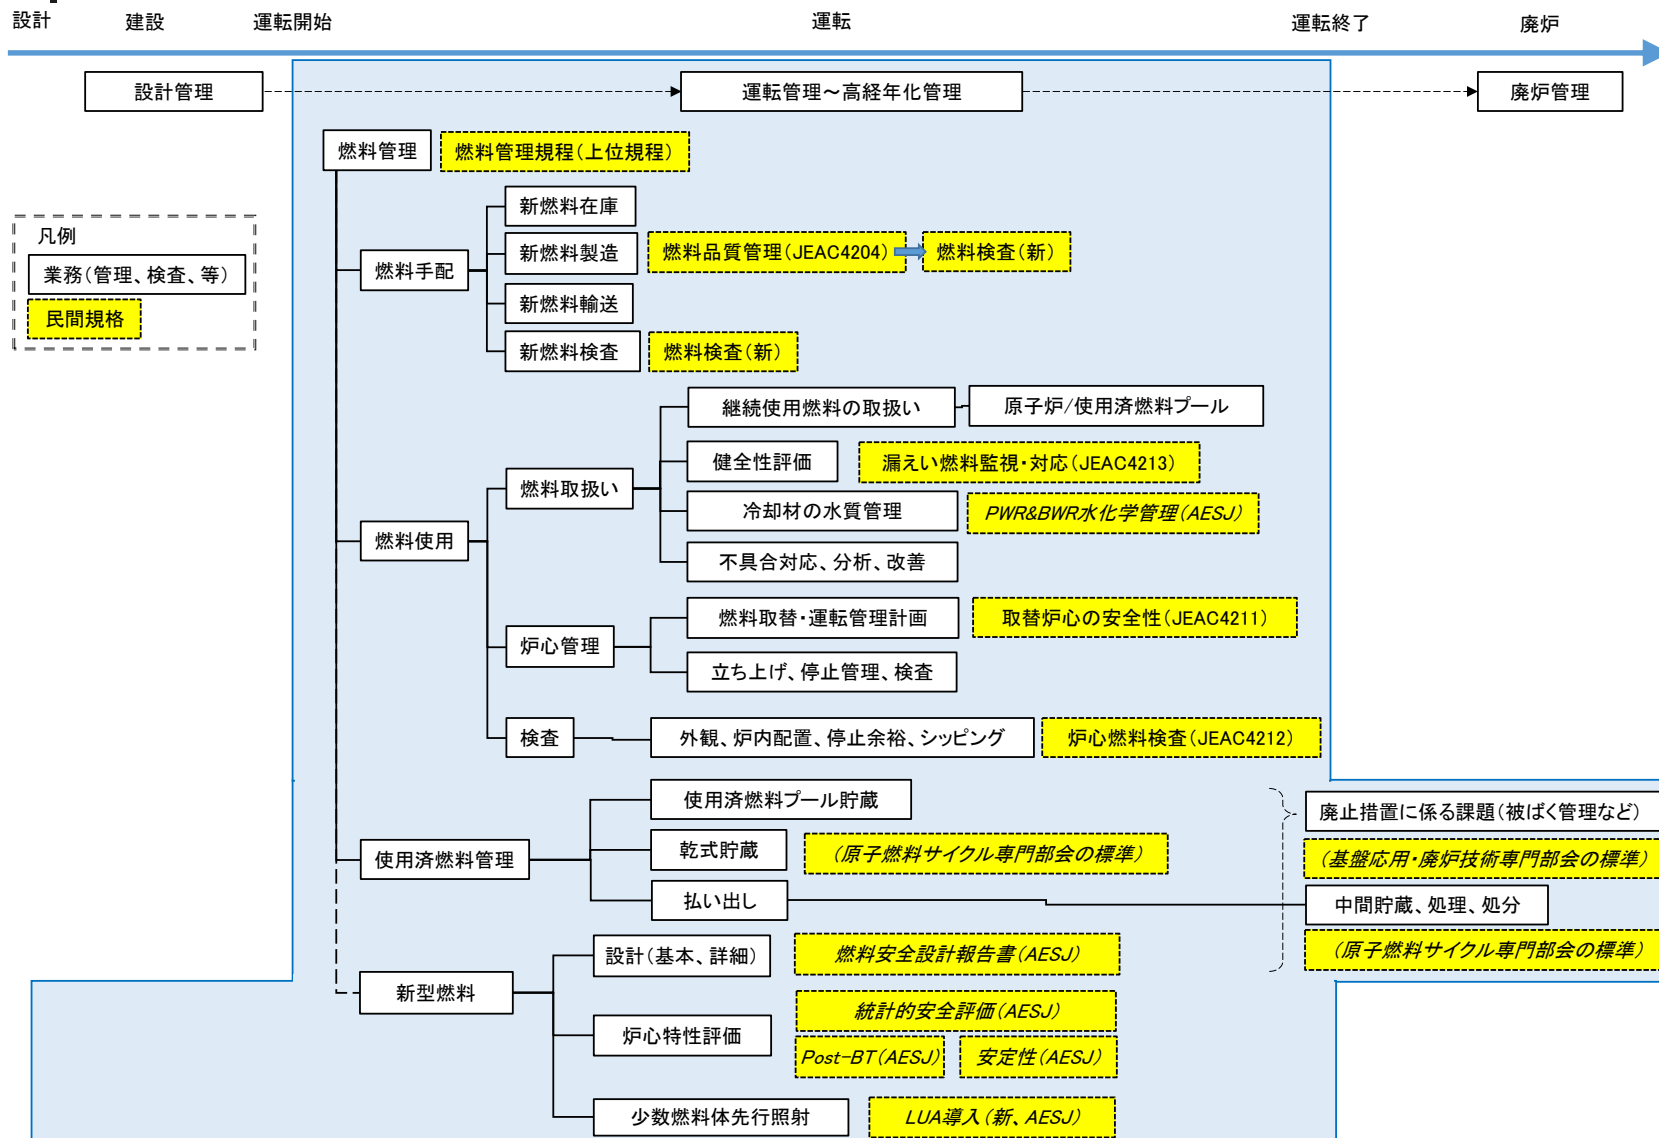 設計 建設 運転開始 運転 運転終了 廃炉
設計管理 運転管理～高経年化管理 廃炉管理
燃料管理 燃料管理規程(上位規程)
凡例
業務(管理、検査、等)
民間規格
新燃料在庫
燃料手配
新燃料製造 燃料品質管理(JEAC4204) 燃料検査(新)
新燃料輸送
新燃料検査 燃料検査(新)
継続使用燃料の取扱い 原子炉/使用済燃料プール
健全性評価 漏えい燃料監視・対応(JEAC4213)
燃料取扱い
冷却材の水質管理 PWR&BWR水化学管理(AESJ)
燃料使用
不具合対応、分析、改善
燃料取替・運転管理計画 取替炉心の安全性(JEAC4211)
炉心管理
立ち上げ、停止管理、検査
検査 外観、炉内配置、停止余裕、シッピング 炉心燃料検査(JEAC4212)
使用済燃料プール貯蔵
使用済燃料管理
乾式貯蔵 (原子燃料サイクル専門部会の標準)
払い出し
廃止措置に係る課題(被ばく管理など)
(基盤応用・廃炉技術専門部会の標準)
中間貯蔵、処理、処分
(原子燃料サイクル専門部会の標準)
設計(基本、詳細) 燃料安全設計報告書(AESJ)
新型燃料
炉心特性評価
統計的安全評価(AESJ)
Post-BT(AESJ) 安定性(AESJ)
少数燃料体先行照射 LUA導入(新、AESJ)